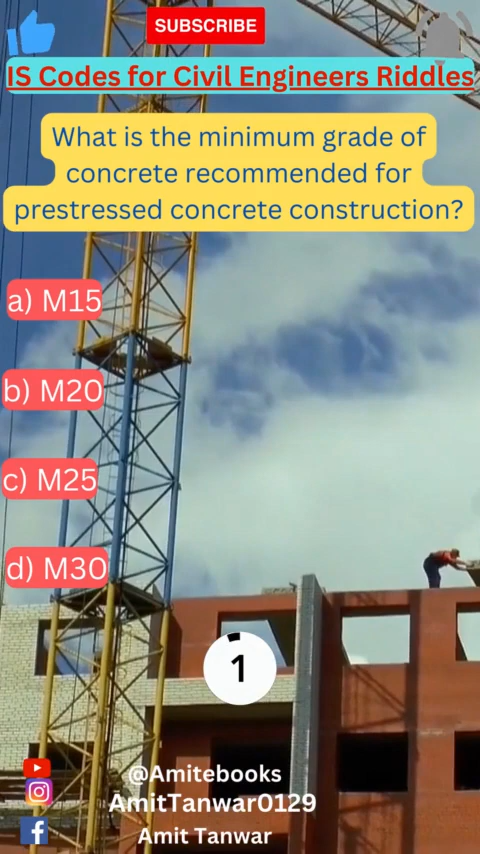 SUBSCRIBE
IS Codes for Civil Engineers Riddles
What is the minimum grade of
concrete recommended for
prestressed concrete construction?
a) M15
b) M20
c) M25
d) M30
1
@Amitebooks
AmitTanwar0129
Amit Tanwar